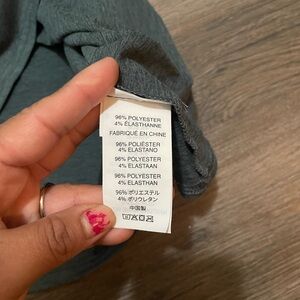 96% POLYESTER
4% ELASTHANNE
FABRIQUÉ EN CHINE
96% POLIÉSTER
4% ELASTANO
96% POLYESTER
4% ELASTAAN
96% POLYESTER
4% ELASTHAN
96% ポリエステル
4% ポリウレタン
中国製